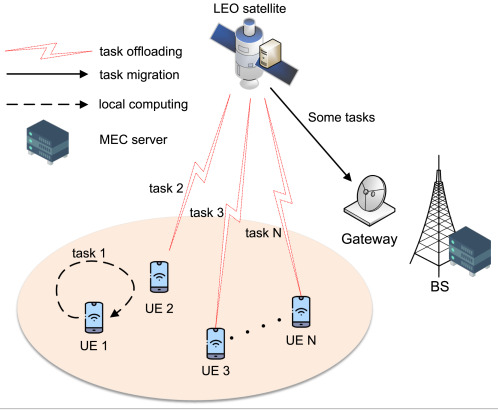 LEO satellite
task offloading
task migration
local computing
MEC server
Some tasks
task 2
task 3
task N
Gateway
BS
task 1
UE 2
UE 1
UE N
UE 3